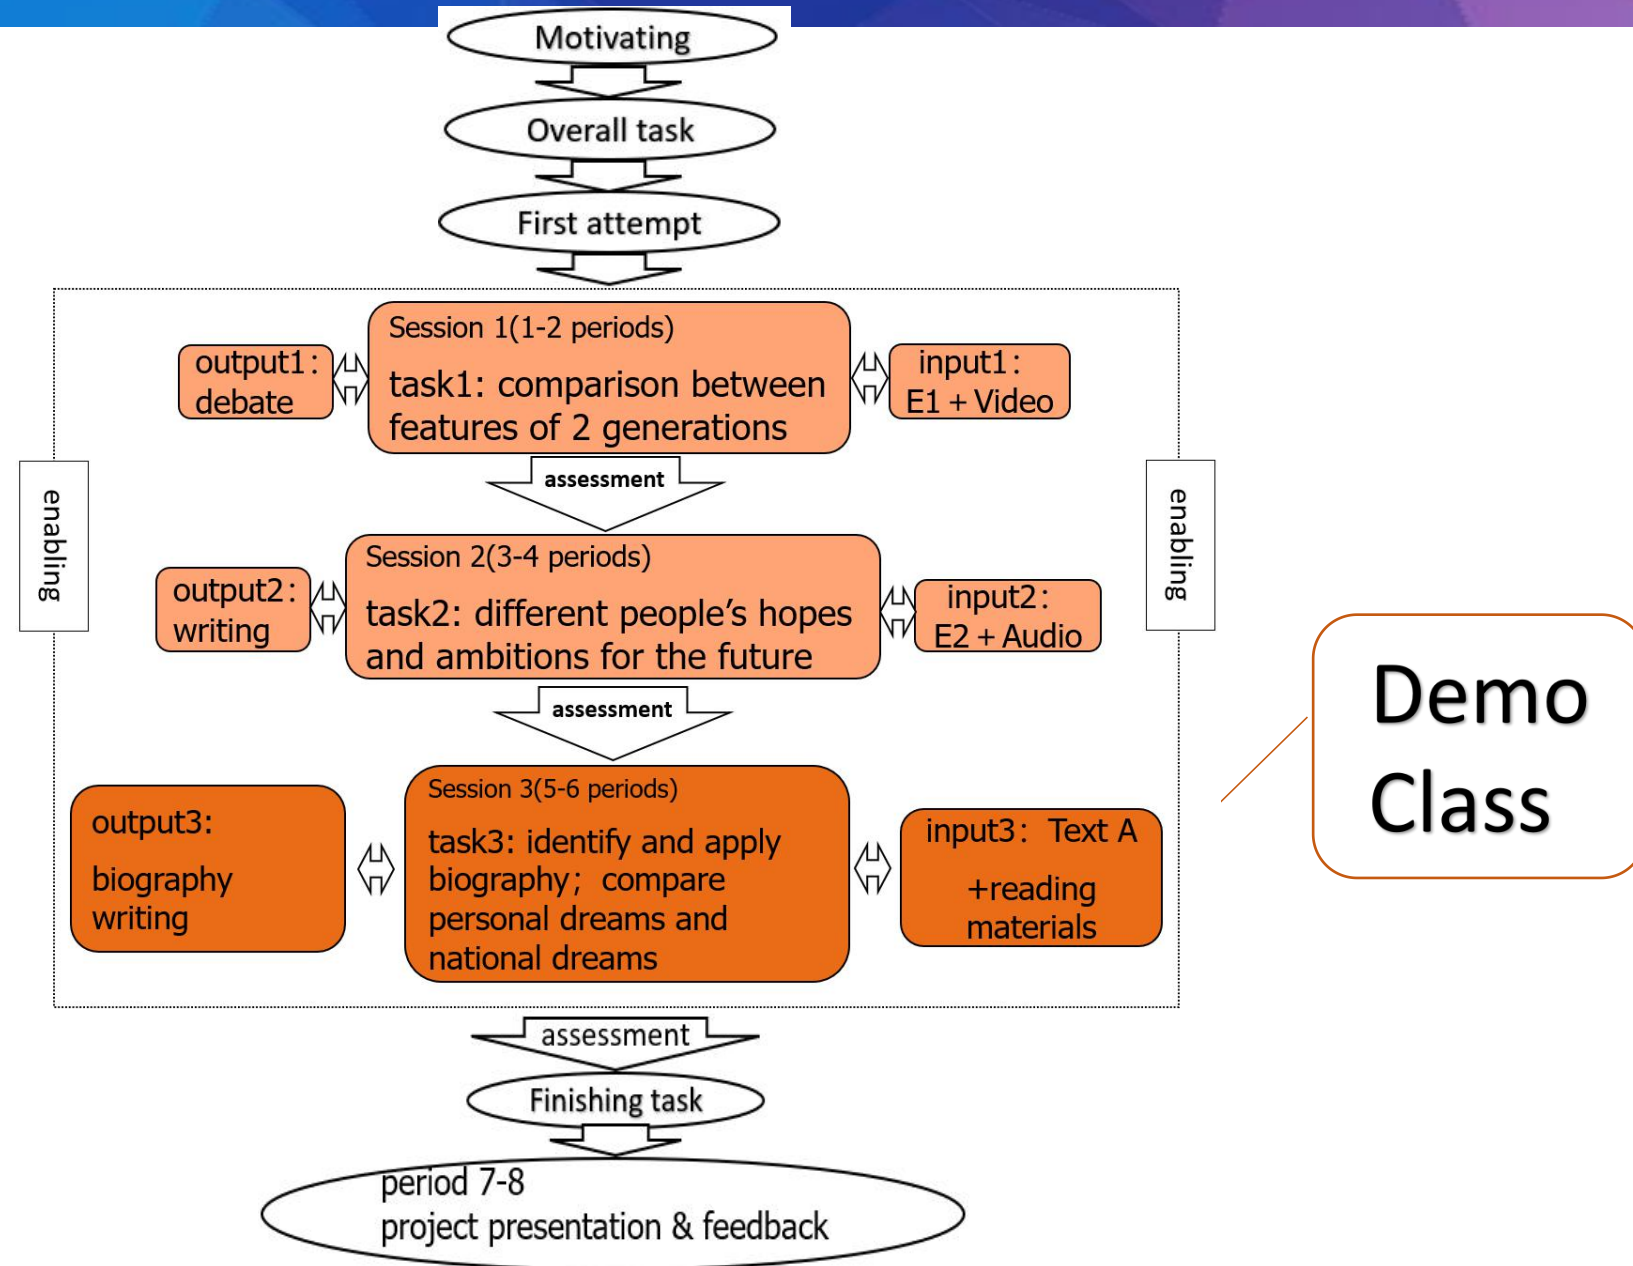 Motivating
Overall task
First attempt
Session 1(1-2 periods)
task1: comparison between
features of 2 generations
output1:
debate
input1:
E1 + Video
assessment
enabling
enabling
Session 2(3-4 periods)
task2: different people's hopes
and ambitions for the future
output2:
writing
input2:
E2 + Audio
assessment
Session 3(5-6 periods)
task3: identify and apply
biography; compare
personal dreams and
national dreams
output3:
biography
writing
input3: Text A
+reading
materials
Demo
Class
assessment
Finishing task
period 7-8
project presentation & feedback